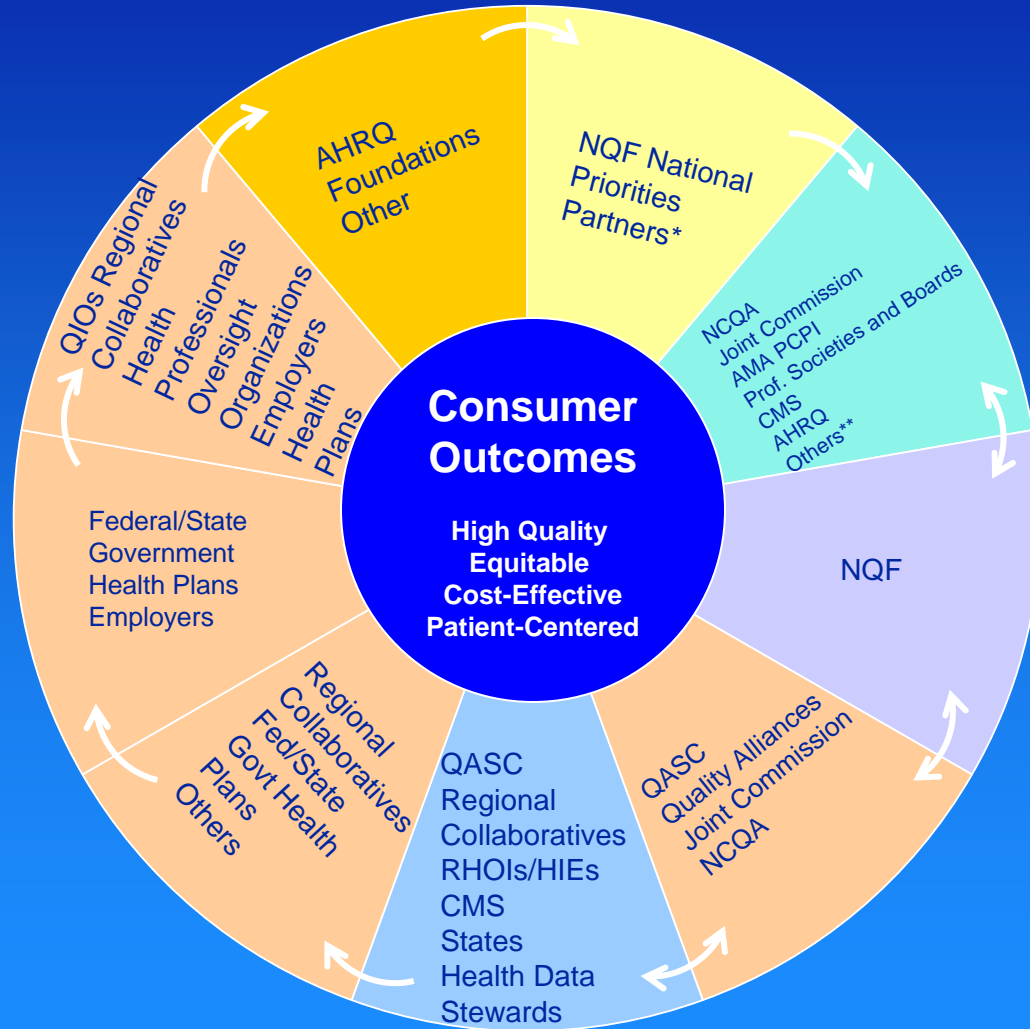 AHRQ
Foundations
Other
NQF National
Priorities
Partners*
NCQA
Joint Commission
AMA PCPI
Prof. Societies and Boards
CMS
AHRQ
Others**
NQF
QASC
Quality Alliances
Joint Commission
NCQA
QASC
Regional
Collaboratives
RHOIs/HIEs
CMS
States
Health Data
Stewards
Regional
Collaboratives
Fed/State
Govt Health
Plans
Others
Federal/State
Government
Health Plans
Employers
QIOs Regional
Collaboratives
Health
Professionals
Oversight
Organizations
Employers
Health
Plans
Consumer
Outcomes
High Quality
Equitable
Cost-Effective
Patient-Centered